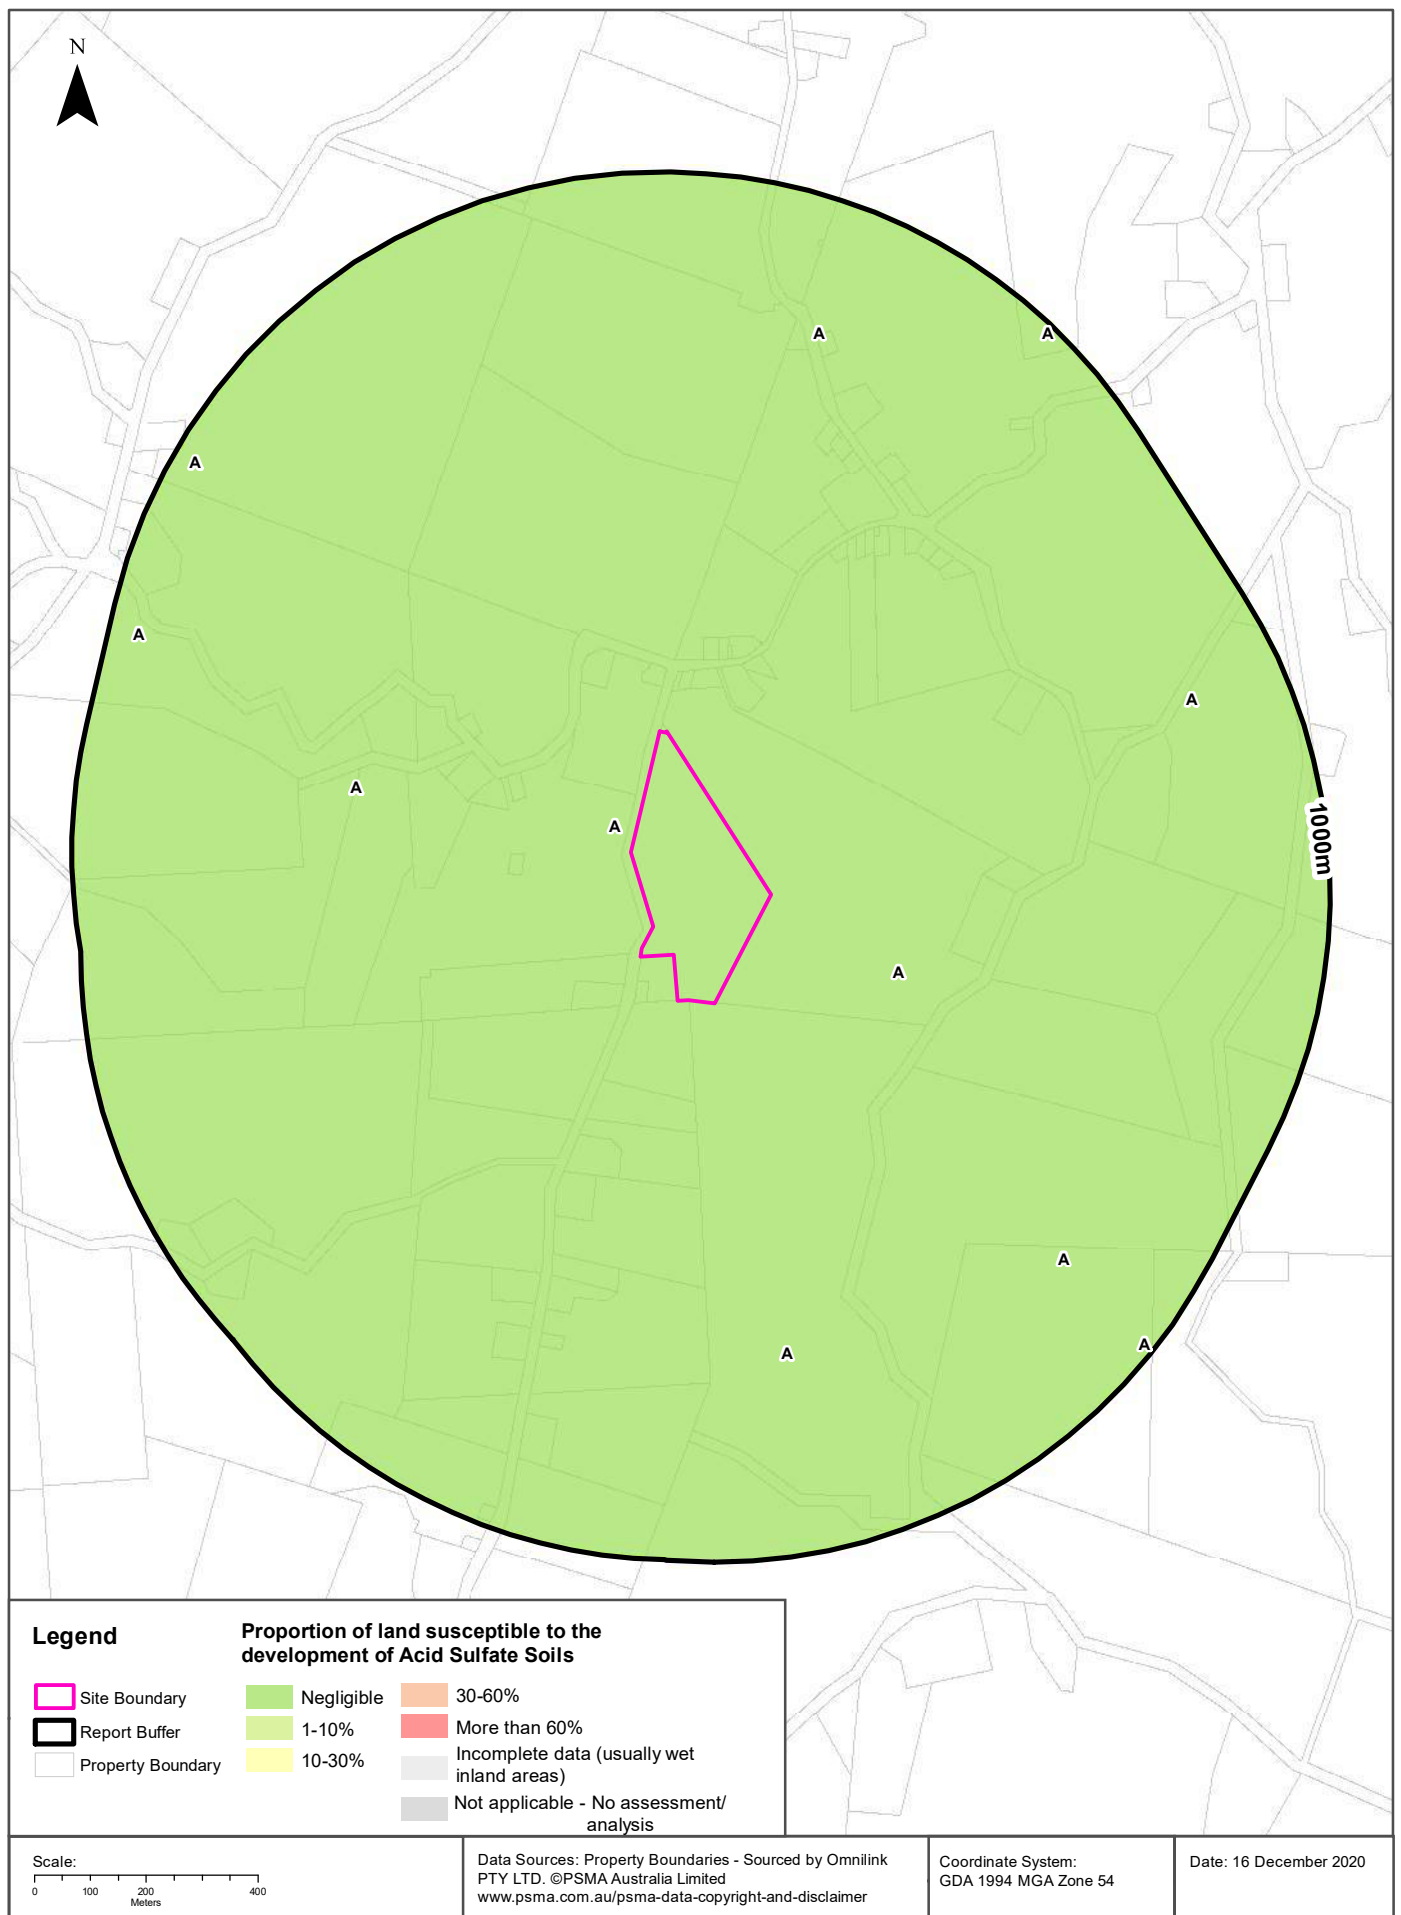 N
A
A
A
A
A
A
A
1000m
A
A
A
A
Legend
Site Boundary
Report Buffer
Property Boundary
Proportion of land susceptible to the
development of Acid Sulfate Soils
Negligible
1-10%
10-30%
30-60%
More than 60%
Incomplete data (usually wet
inland areas)
Not applicable - No assessment/
analysis
Scale:
0 100 200 400
Meters
Data Sources: Property Boundaries - Sourced by Omnilink
PTY LTD. ©PSMA Australia Limited
www.psma.com.au/psma-data-copyright-and-disclaimer
Coordinate System:
GDA 1994 MGA Zone 54
Date: 16 December 2020